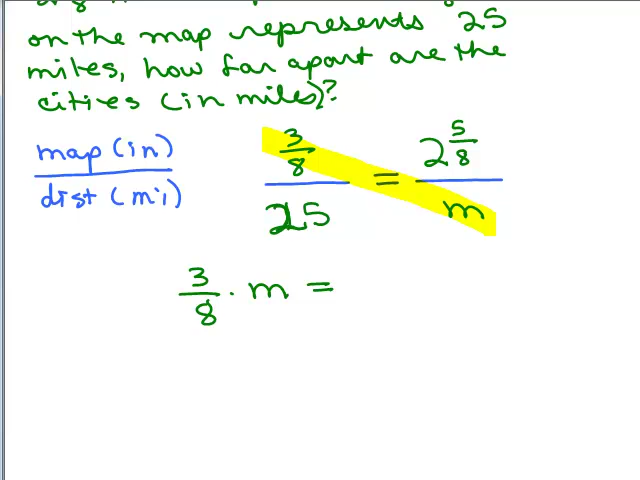 on the map represents 25
miles, how far apart are the
cities (in miles)?
map (in) / dist (mi) 3/8 / 25 = 2 5/8 / m
3/8 · m =